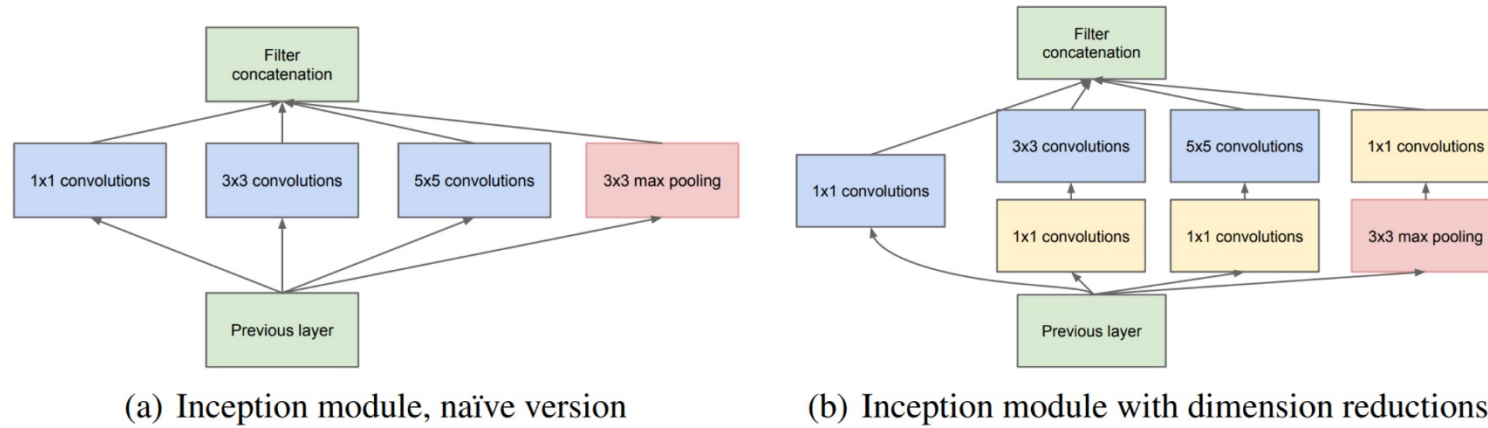 Filter
concatenation
1x1 convolutions
3x3 convolutions
5x5 convolutions
3x3 max pooling
Previous layer
(a) Inception module, naïve version
Filter
concatenation
3x3 convolutions
5x5 convolutions
1x1 convolutions
1x1 convolutions
1x1 convolutions
1x1 convolutions
3x3 max pooling
Previous layer
(b) Inception module with dimension reductions